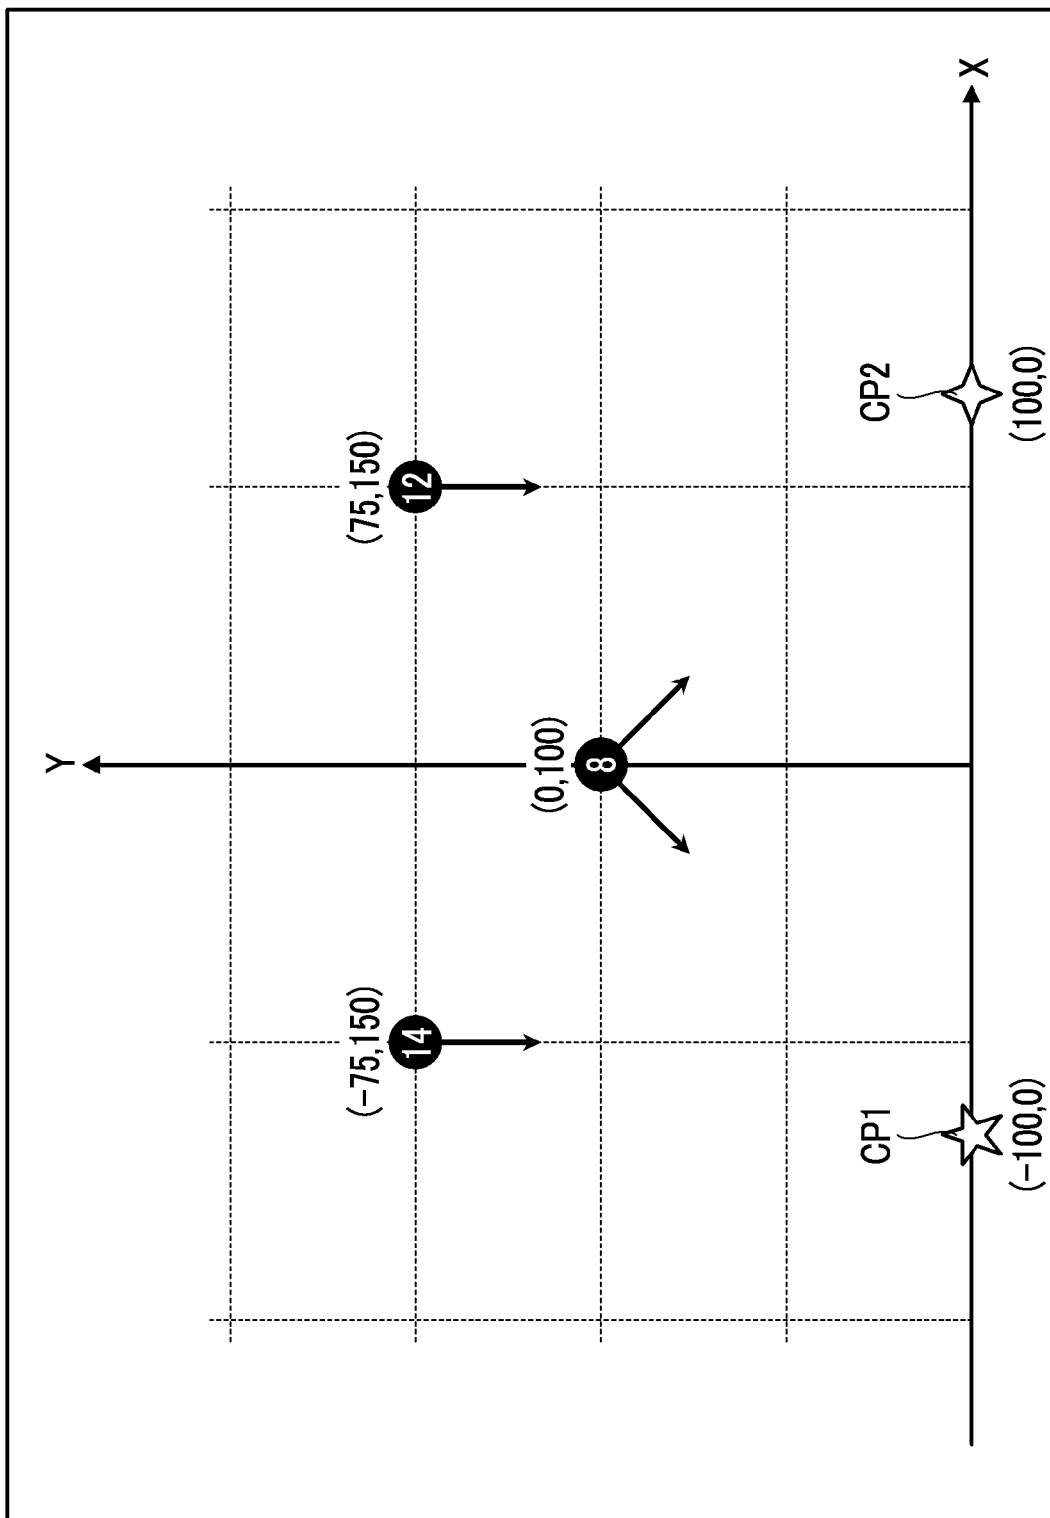 Y
(-75,150)
14
(75,150)
12
(0,100)
8
CP1
CP2
X
(-100,0)
(100,0)